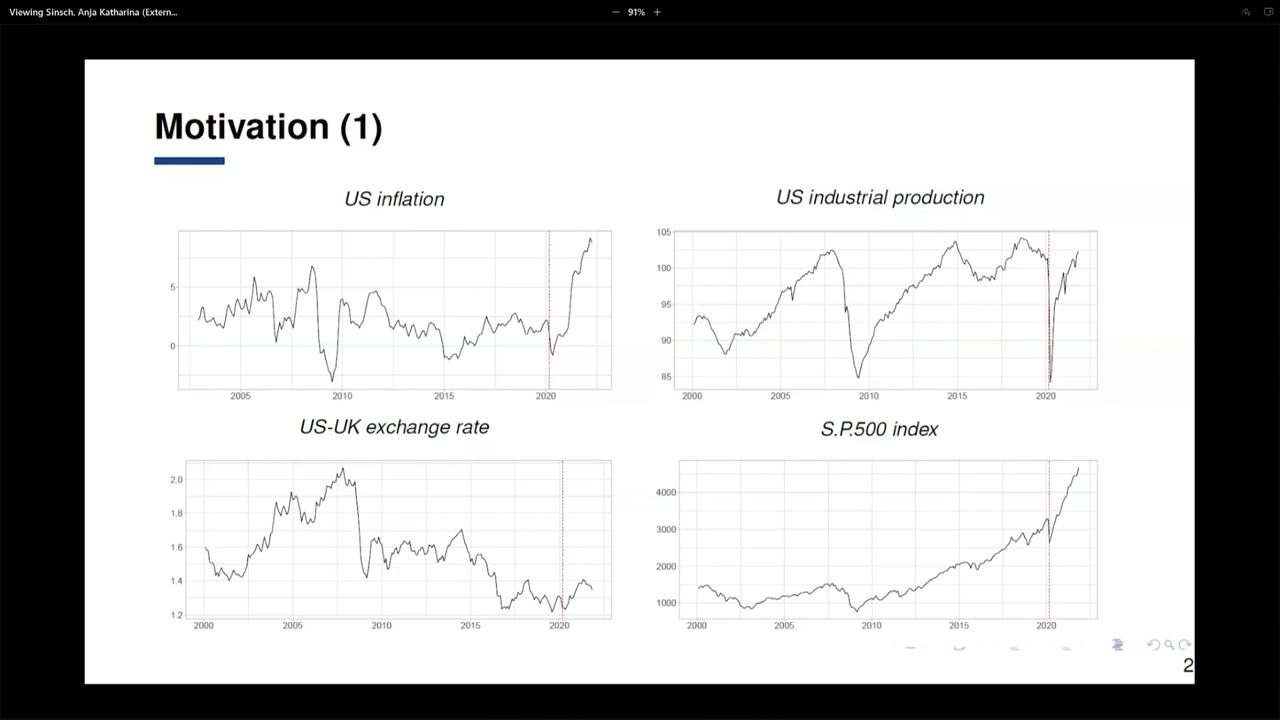 Viewing Sinsch, Anja Katharina (Extern...
− 91% +
Motivation (1)
US inflation
US industrial production
5
0
2005 2010 2015 2020
105
100
95
90
85
2000 2005 2010 2015 2020
US-UK exchange rate
S.P.500 index
2.0
1.8
1.6
1.4
1.2
2000 2005 2010 2015 2020
4000
3000
2000
1000
2000 2005 2010 2015 2020
2